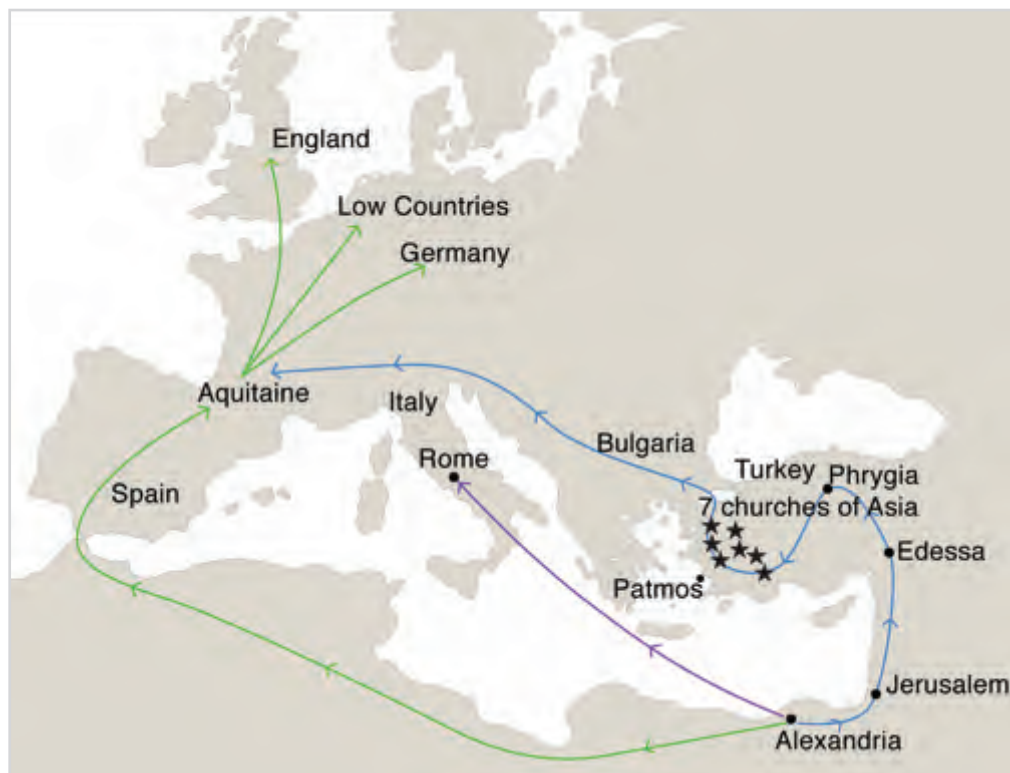 England
Low Countries
Germany
Aquitaine
Italy
Bulgaria
Rome
Turkey
Phrygia
Spain
7 churches of Asia
Edessa
Patmos
Jerusalem
Alexandria